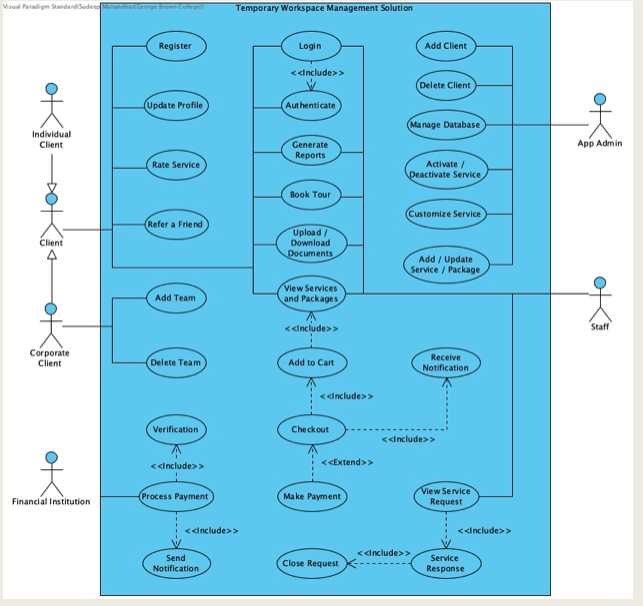 Visual Paradigm Standard(Sudeep Manandhar(George Brown College))
Temporary Workspace Management Solution
Register
Login
Add Client
<<Include>>
Delete Client
Update Profile
Authenticate
Manage Database
Individual
Client
App Admin
Generate
Reports
Rate Service
Activate /
Deactivate Service
Book Tour
Customize Service
Refer a Friend
Client
Upload /
Download
Documents
Add / Update
Service / Package
View Services
and Packages
Add Team
Staff
<<Include>>
Corporate
Client
Delete Team
Add to Cart
Receive
Notification
<<Include>>
Verification
Checkout
<<Include>>
<<Include>>
<<Extend>>
Financial Institution
Process Payment
Make Payment
View Service
Request
<<Include>>
<<Include>>
Send
Notification
Close Request
<<Include>>
Service
Response